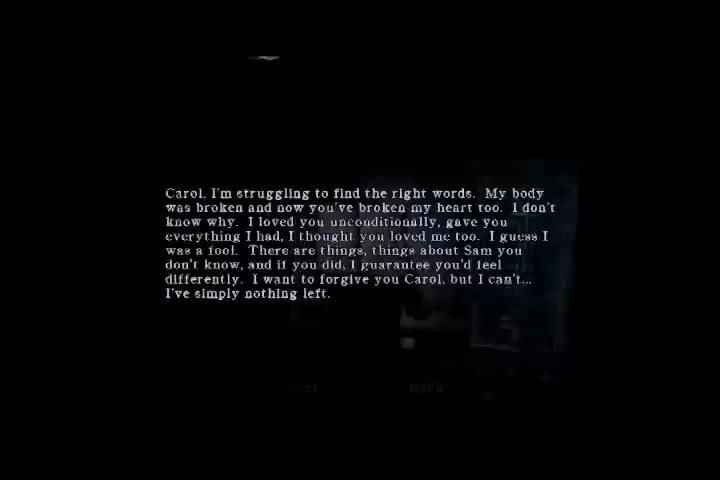 Carol, I'm struggling to find the right words.  My body
was broken and now you've broken my heart too.  I don't
know why.  I loved you unconditionally, gave you
everything I had, I thought you loved me too.  I guess I
was a fool.  There are things, things about Sam you
don't know, and if you did, I guarantee you'd feel
differently.  I want to forgive you Carol, but I can't...
I've simply nothing left.